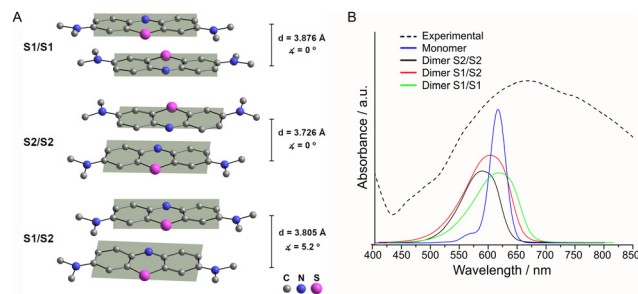 A
S1/S1
d = 3.876 Å
∡ = 0 º
S2/S2
d = 3.726 Å
∡ = 0 º
S1/S2
d = 3.805 Å
∡ = 5.2 º
C N S
B
Experimental
Monomer
Dimer S2/S2
Dimer S1/S2
Dimer S1/S1
Absorbance / a.u.
400 450 500 550 600 650 700 750 800 850
Wavelength / nm